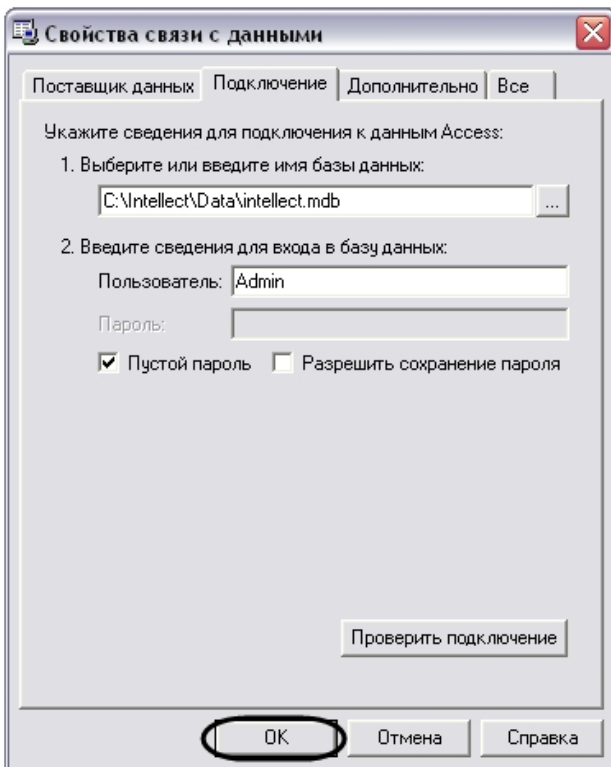 Свойства связи с данными
Поставщик данных Подключение Дополнительно Все
Укажите сведения для подключения к данным Access:
1. Выберите или введите имя базы данных:
C:\Intellect\Data\intellect.mdb ...
2. Введите сведения для входа в базу данных:
Пользователь: Admin
Пароль:
Пустой пароль Разрешить сохранение пароля
Проверить подключение
OK Отмена Справка